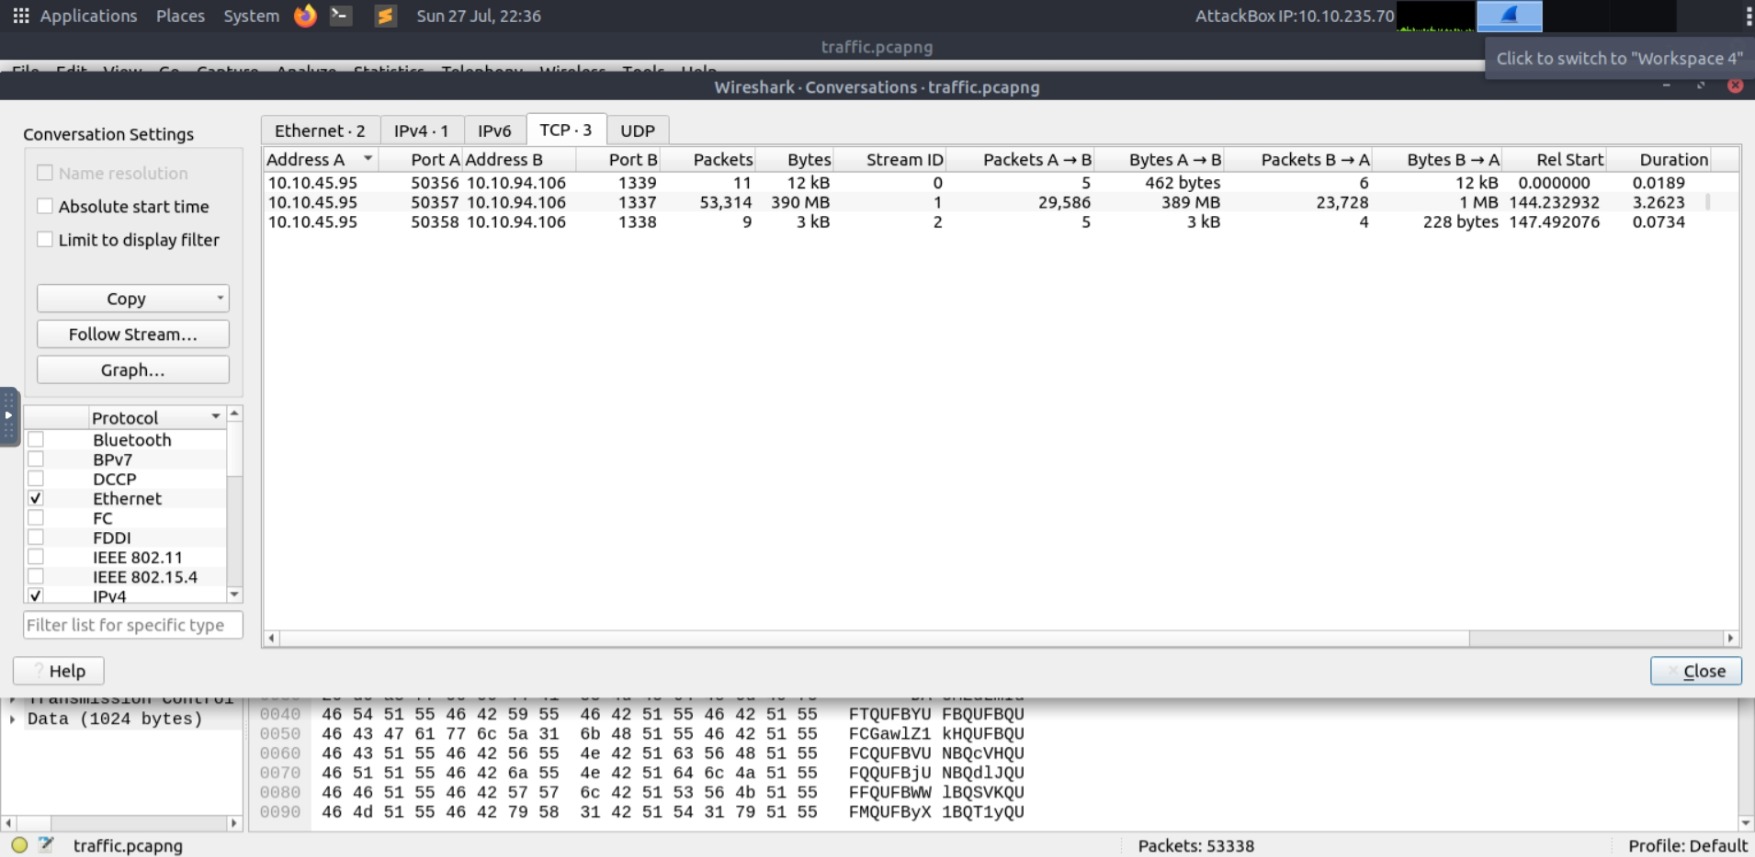 Applications Places System Sun 27 Jul, 22:36 AttackBox IP:10.10.235.70
traffic.pcapng
File Edit View Go Capture Analyze Statistics Telephony Wireless Tools Help
Click to switch to "Workspace 4"
Wireshark · Conversations · traffic.pcapng
Conversation Settings
Name resolution
Absolute start time
Limit to display filter
Copy
Follow Stream...
Graph...
Protocol
Bluetooth
BPv7
DCCP
Ethernet
FC
FDDI
IEEE 802.11
IEEE 802.15.4
IPv4
Filter list for specific type
Ethernet · 2 IPv4 · 1 IPv6 TCP · 3 UDP
Address A Port A Address B Port B Packets Bytes Stream ID Packets A → B Bytes A → B Packets B → A Bytes B → A Rel Start Duration
10.10.45.95 50356 10.10.94.106 1339 11 12 kB 0 5 462 bytes 6 12 kB 0.000000 0.0189
10.10.45.95 50357 10.10.94.106 1337 53,314 390 MB 1 29,586 389 MB 23,728 1 MB 144.232932 3.2623
10.10.45.95 50358 10.10.94.106 1338 9 3 kB 2 5 3 kB 4 228 bytes 147.492076 0.0734
Help Close
Transmission Control
Data (1024 bytes)
0040 46 54 51 55 46 42 59 55 46 42 51 55 46 42 51 55 FTQUFBYU FBQUFBQU
0050 46 43 47 61 77 6c 5a 31 6b 48 51 55 46 42 51 55 FCGawlZ1 kHQUFBQU
0060 46 43 51 55 46 42 56 55 4e 42 51 63 56 48 51 55 FCQUFBVU NBQcVHQU
0070 46 51 51 55 46 42 6a 55 4e 42 51 64 6c 4a 51 55 FQQUFBjU NBQdlJQU
0080 46 46 51 55 46 42 57 57 6c 42 51 53 56 4b 51 55 FFQUFBWW lBQSVKQU
0090 46 4d 51 55 46 42 79 58 31 42 51 54 31 79 51 55 FMQUFByX 1BQT1yQU
traffic.pcapng Packets: 53338 Profile: Default